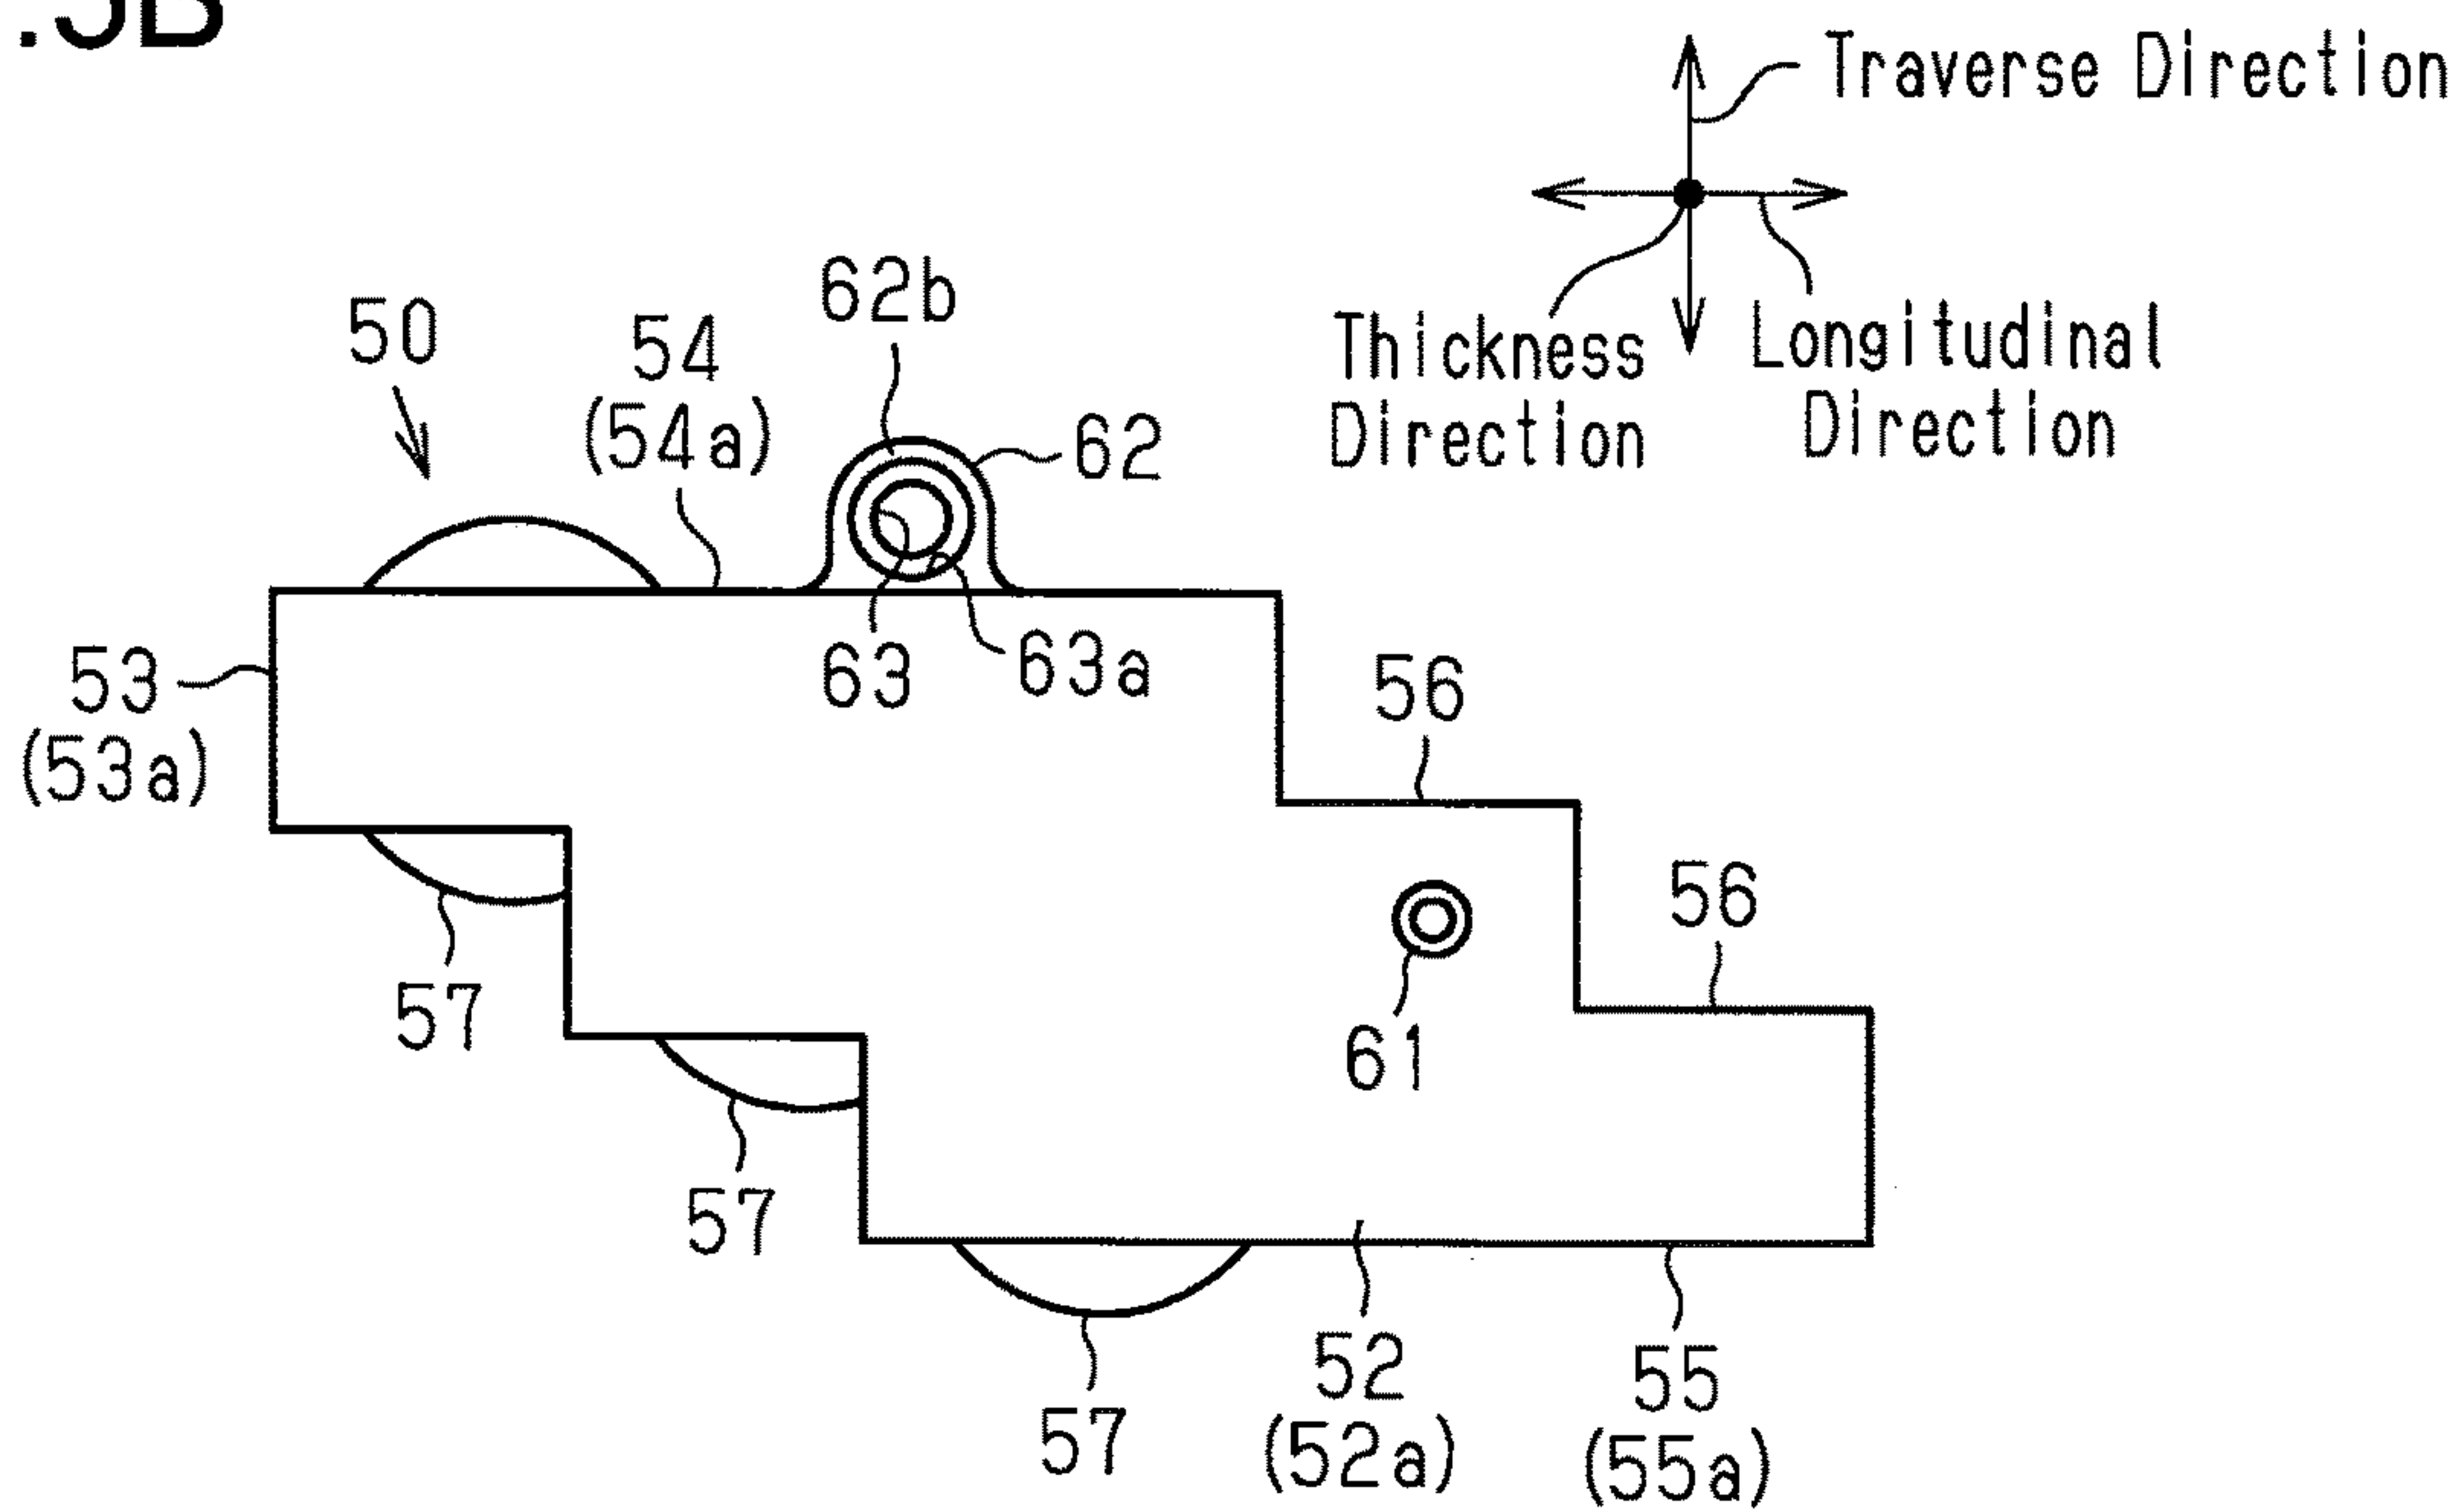 .5B
Traverse Direction
Thickness
Direction
Longitudinal
Direction
50
54
(54a)
62b
62
53
(53a)
63
63a
56
56
57
61
57
57
52
(52a)
55
(55a)